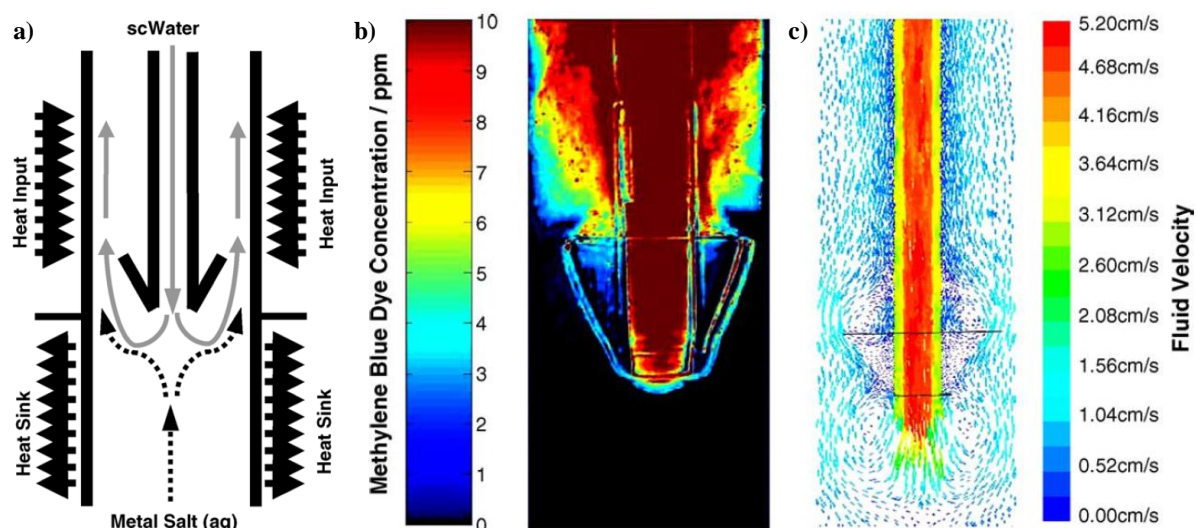 a)
scWater
Heat Input
Heat Input
Heat Sink
Heat Sink
Metal Salt (aq)
b)
Methylene Blue Dye Concentration / ppm
10
9
8
7
6
5
4
3
2
1
0
c)
5.20cm/s
4.68cm/s
4.16cm/s
3.64cm/s
3.12cm/s
2.60cm/s
2.08cm/s
1.56cm/s
1.04cm/s
0.52cm/s
0.00cm/s
Fluid Velocity